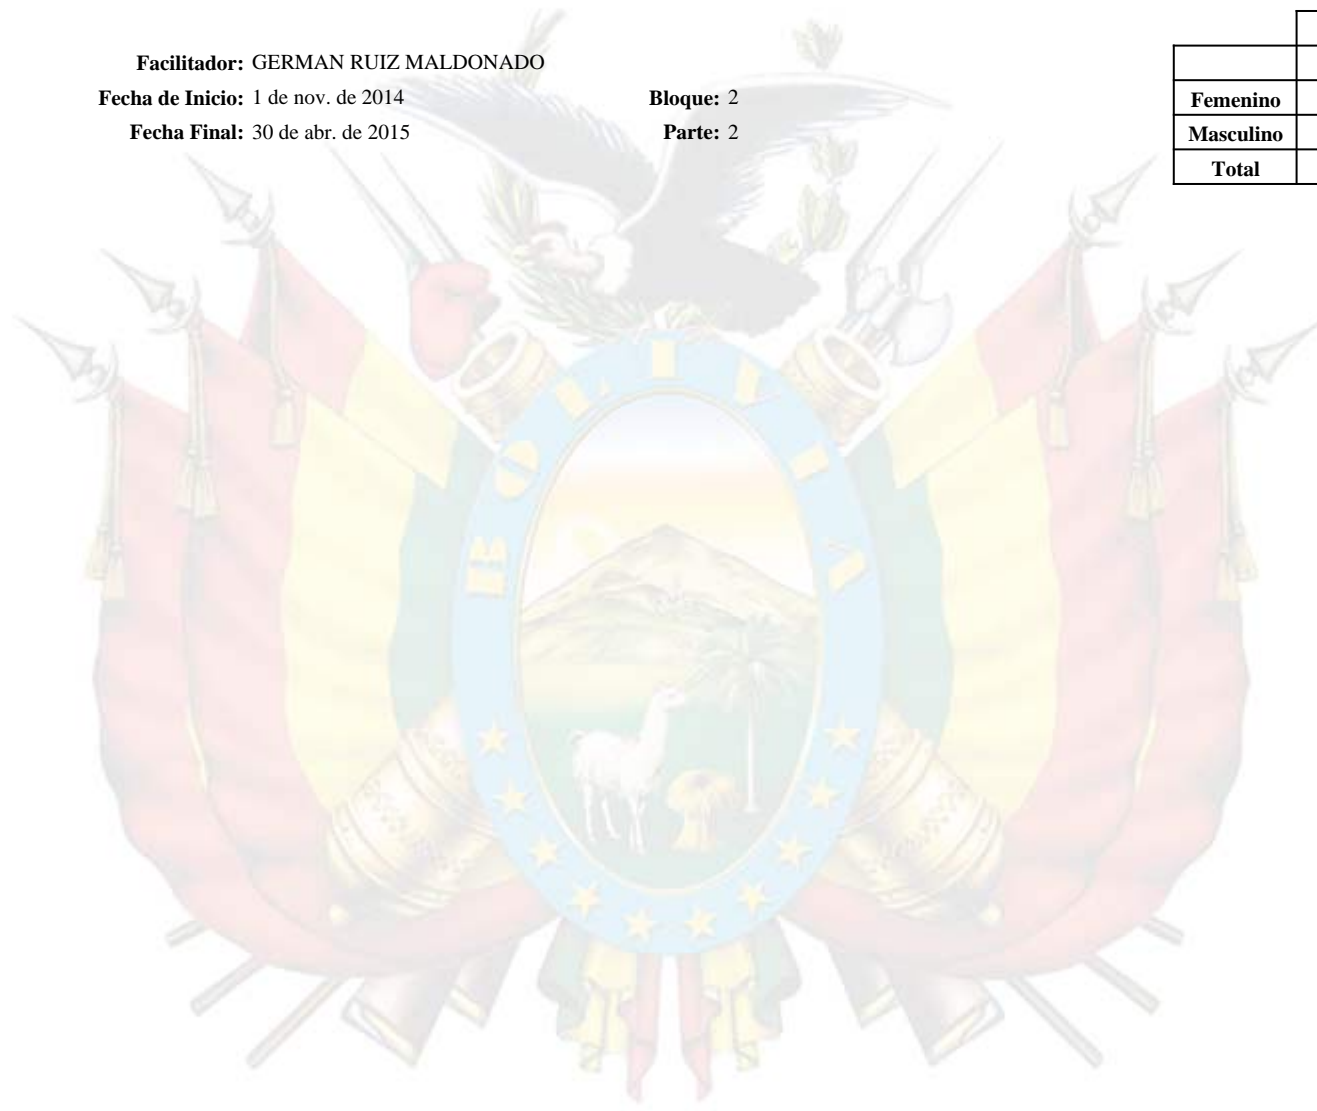 Facilitador: GERMAN RUIZ MALDONADO
Fecha de Inicio: 1 de nov. de 2014 Bloque: 2
Fecha Final: 30 de abr. de 2015 Parte: 2
Femenino
Masculino
Total
BOLIVIA